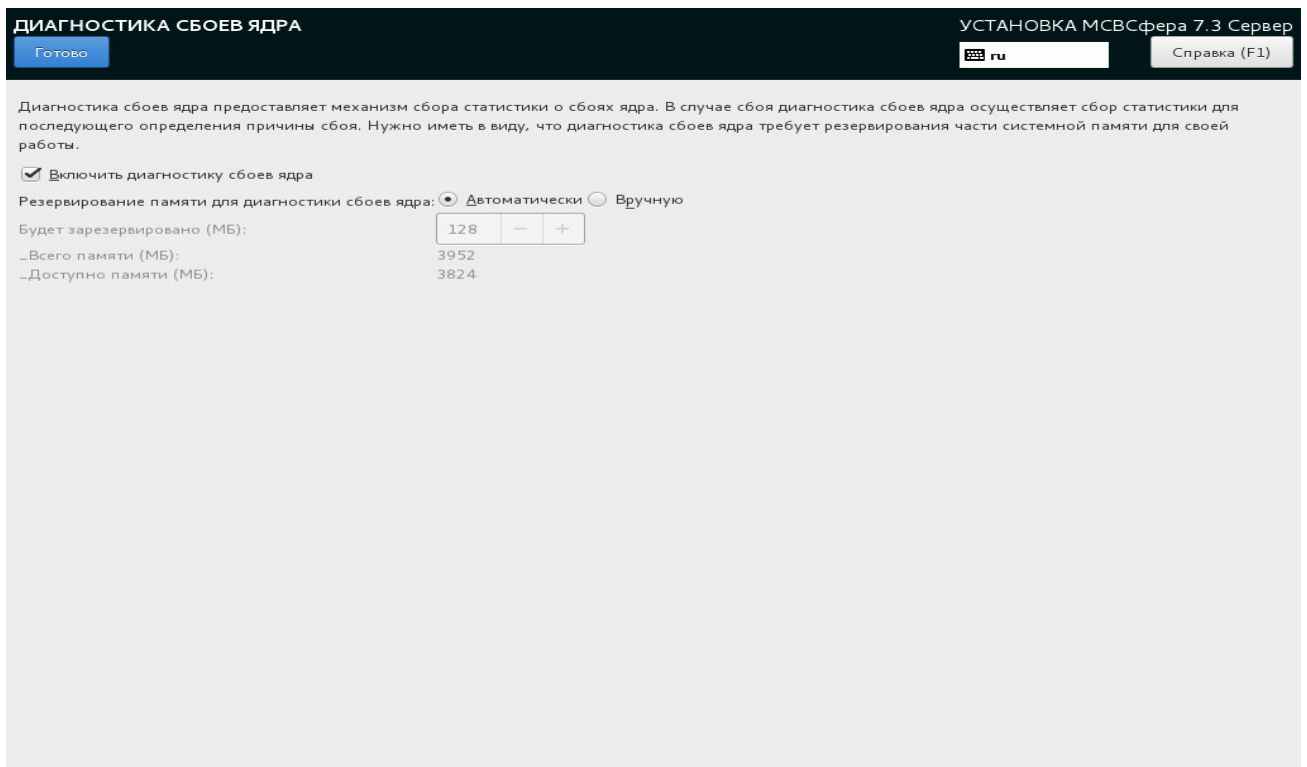 ДИАГНОСТИКА СБОЕВ ЯДРА
УСТАНОВКА МСВСфера 7.3 Сервер
Готово
ru
Справка (F1)
Диагностика сбоев ядра предоставляет механизм сбора статистики о сбоях ядра. В случае сбоя диагностика сбоев ядра осуществляет сбор статистики для
последующего определения причины сбоя. Нужно иметь в виду, что диагностика сбоев ядра требует резервирования части системной памяти для своей
работы.
Включить диагностику сбоев ядра
Резервирование памяти для диагностики сбоев ядра: Автоматически Вручную
Будет зарезервировано (МБ): 128 − +
_Всего памяти (МБ): 3952
_Доступно памяти (МБ): 3824